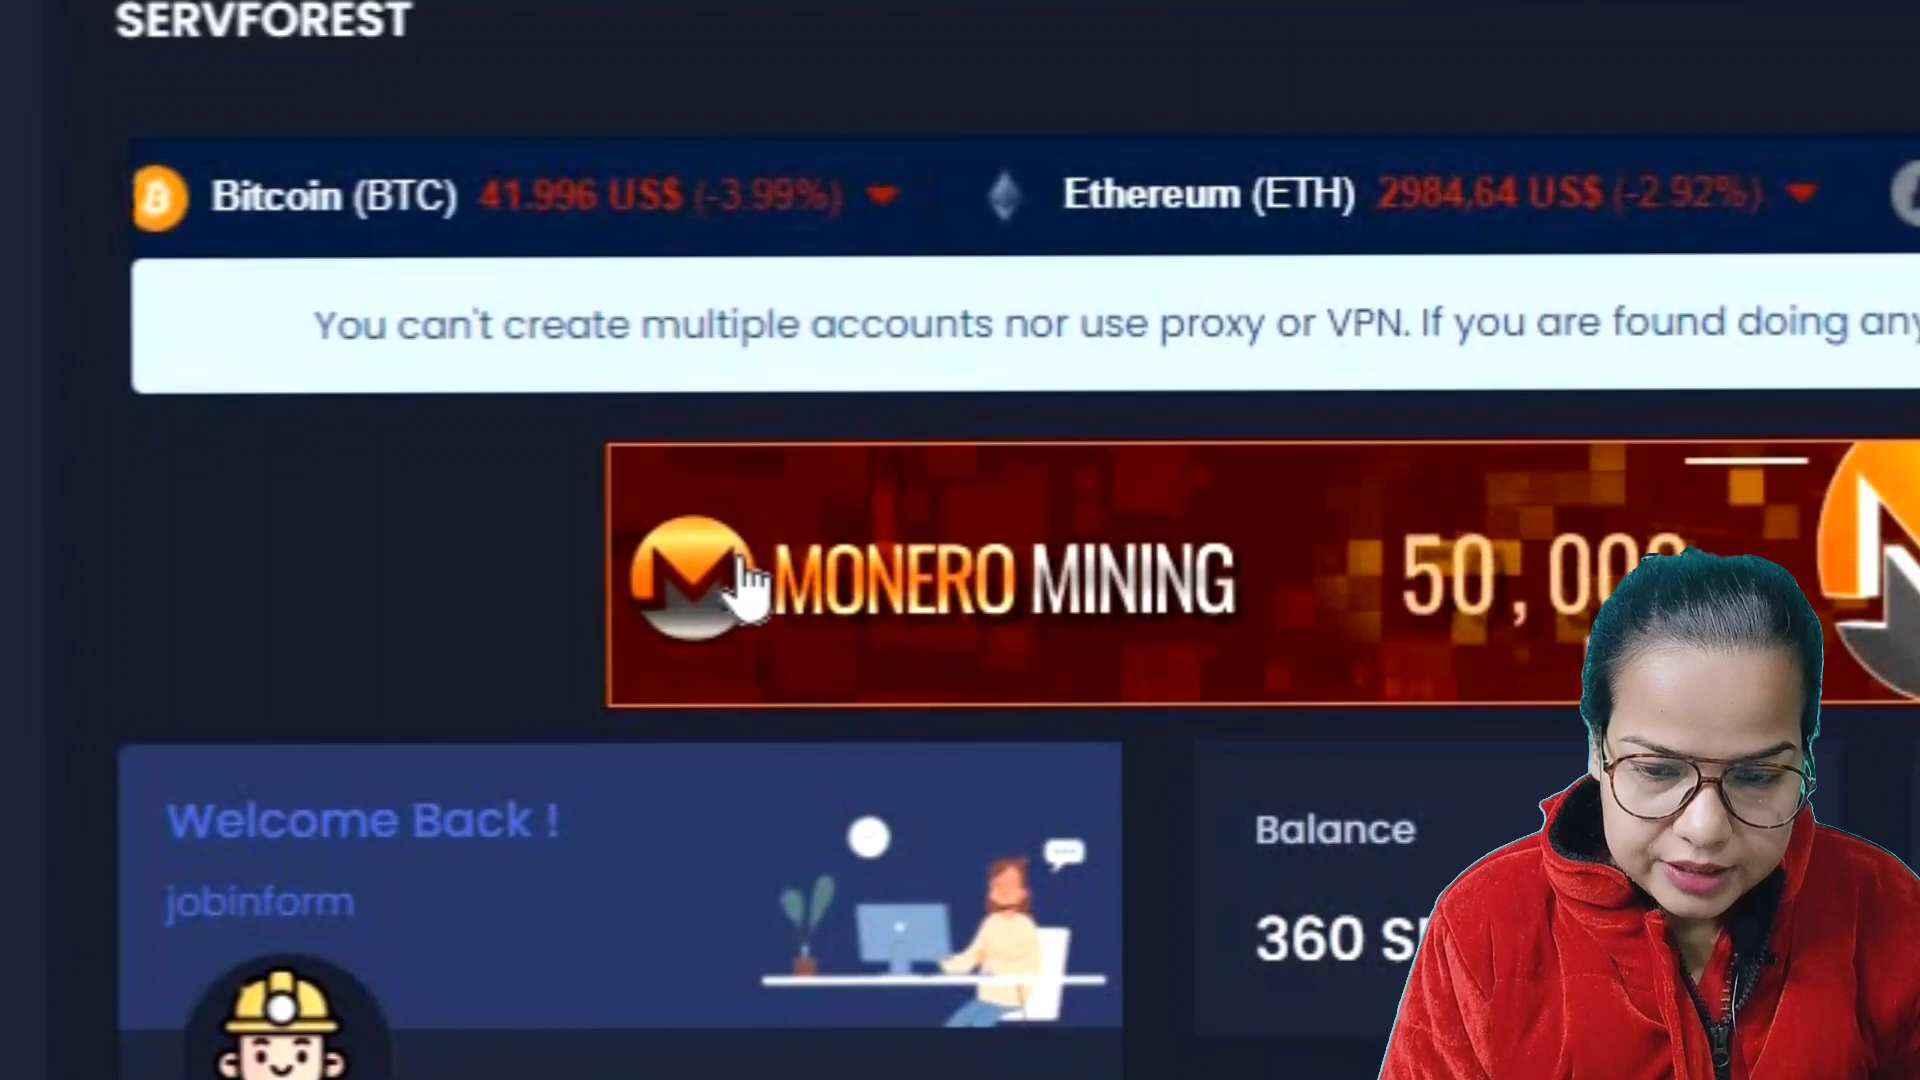 SERVFOREST
Bitcoin (BTC) 41.996 US$ (-3.99%) Ethereum (ETH) 2984,64 US$ (-2.92%)
You can't create multiple accounts nor use proxy or VPN. If you are found doing any
MONERO MINING 50,000
Welcome Back !
jobinform
Balance
360